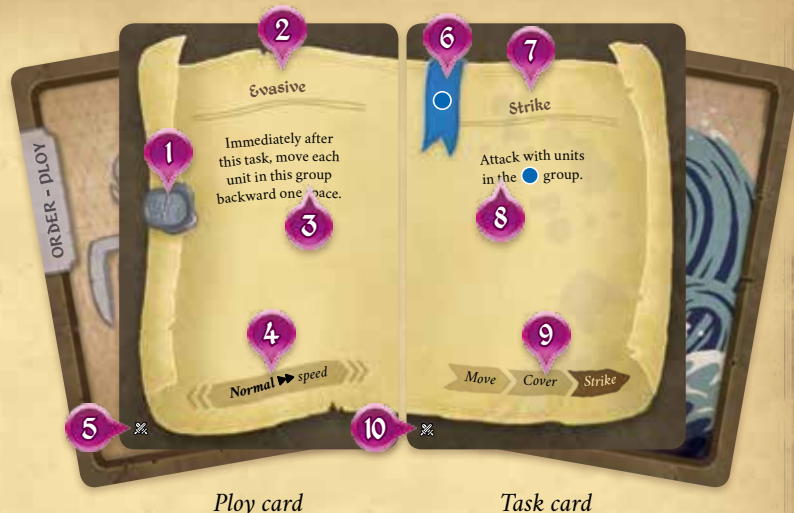 2
6
7
Evasive
Strike
1
Immediately after
this task, move each
unit in this group
backward one space.
Attack with units
in the group.
ORDER - PLOY
3
8
4
9
Normal speed
Move Cover Strike
5
10
Ploy card
Task card